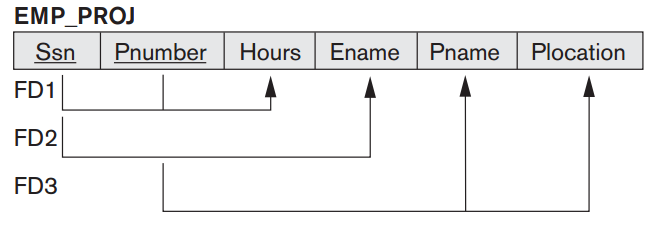 EMP_PROJ
Ssn Pnumber Hours Ename Pname Plocation
FD1
FD2
FD3